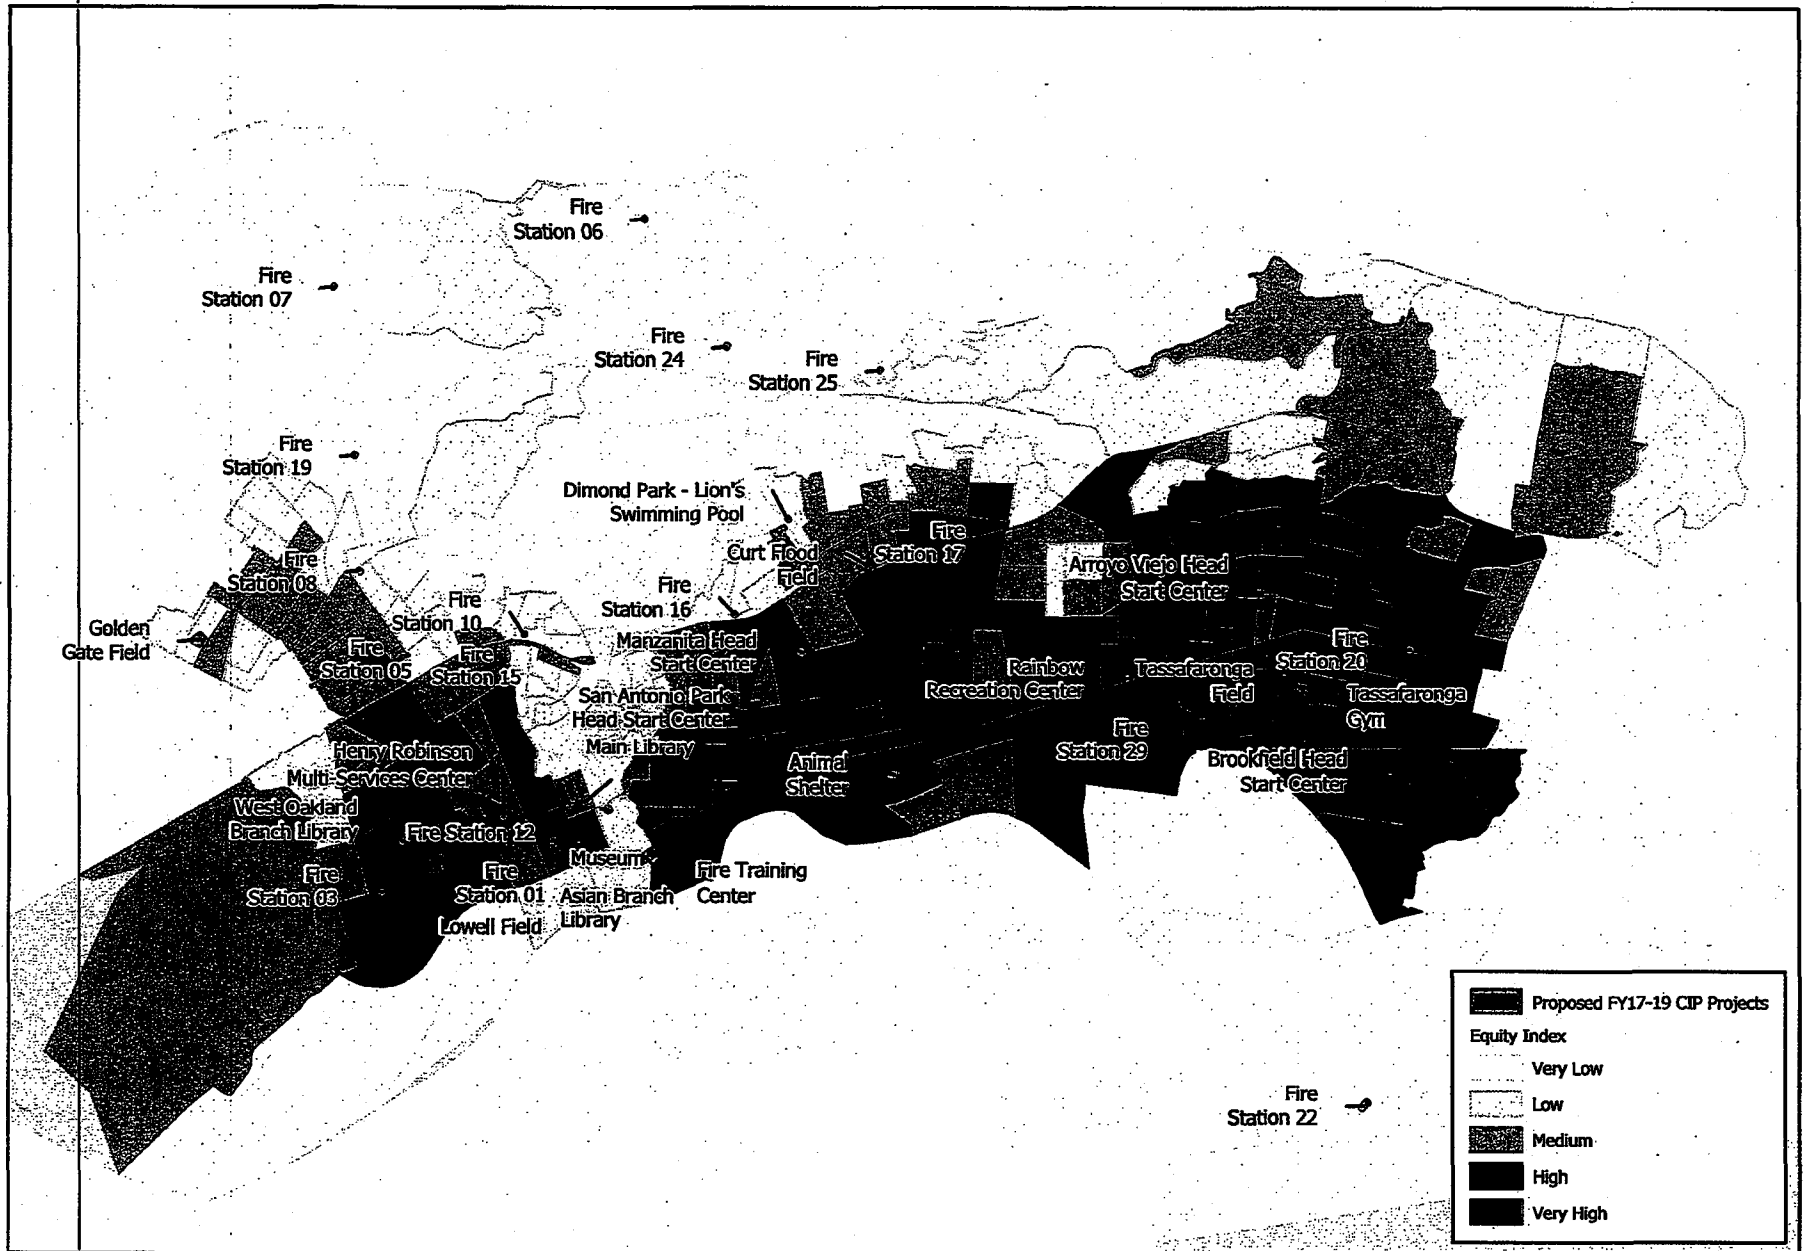 Fire
Station 06
Fire
Station 07
Fire
Station 24
Fire
Station 25
Fire
Station 19
Dimond Park - Lion's
Swimming Pool
Fire
Station 17
Curt Flood
Field
Fire
Station 08
Arroyo Viejo Head
Start Center
Fire
Station 16
Fire
Station 10
Golden
Gate Field
Fire
Station 05
Fire
Station 15
Manzanita Head
Start Center
Fire
Station 20
Rainbow
Recreation Center
Tassafaronga
Field
San Antonio Park
Head Start Center
Tassafaronga
Gym
Main Library
Henry Robinson
Multi-Services Center
Fire
Station 29
Animal
Shelter
Brookfield Head
Start Center
West Oakland
Branch Library
Fire Station 12
Museum
Fire
Station 03
Fire
Station 01
Fire Training
Center
Asian Branch
Library
Lowell Field
Fire
Station 22
Proposed FY17-19 CIP Projects
Equity Index
Very Low
Low
Medium
High
Very High